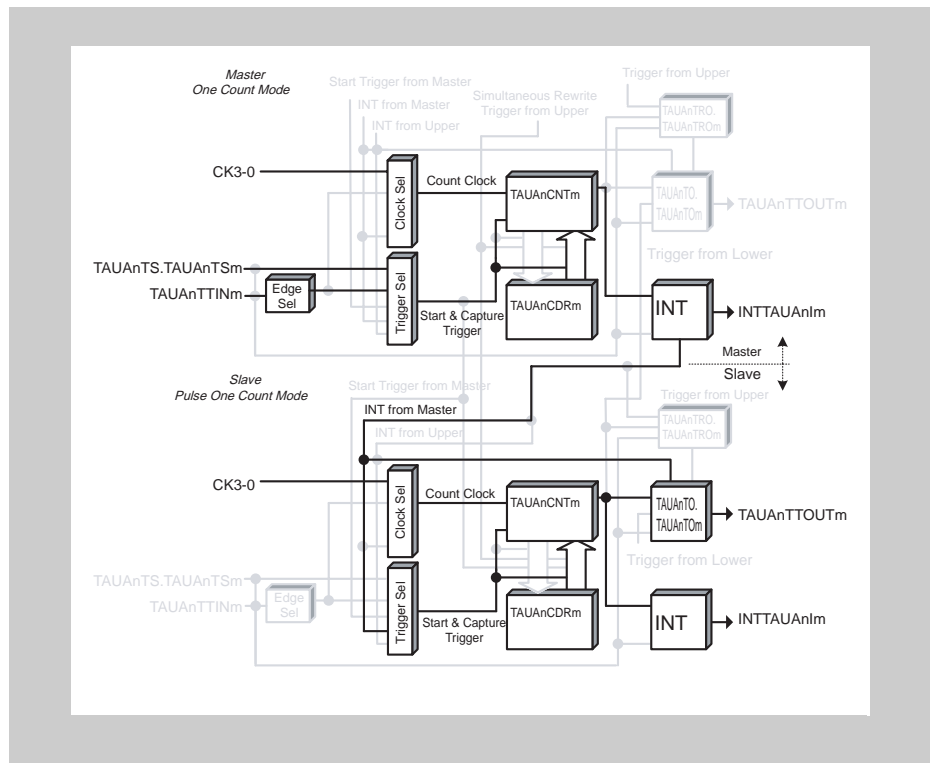 Master
One Count Mode
Start Trigger from Master
INT from Master
INT from Upper
Simultaneous Rewrite
Trigger from Upper
Trigger from Upper
TAUAnTRO.
TAUAnTROm
CK3-0
Clock Sel
Count Clock
TAUAnCNTm
TAUAnTO.
TAUAnTOm
TAUAnTTOUTm
Trigger from Lower
TAUAnTS.TAUAnTSm
TAUAnTTINm
Edge
Sel
Trigger Sel
Start & Capture
Trigger
TAUAnCDRm
INT
INTTAUAnIm
Master
Slave
Slave
Pulse One Count Mode
Start Trigger from Master
INT from Master
INT from Upper
Trigger from Upper
TAUAnTRO.
TAUAnTROm
CK3-0
Clock Sel
Count Clock
TAUAnCNTm
TAUAnTO.
TAUAnTOm
TAUAnTTOUTm
Trigger from Lower
TAUAnTS.TAUAnTSm
TAUAnTTINm
Edge
Sel
Trigger Sel
Start & Capture
Trigger
TAUAnCDRm
INT
INTTAUAnIm